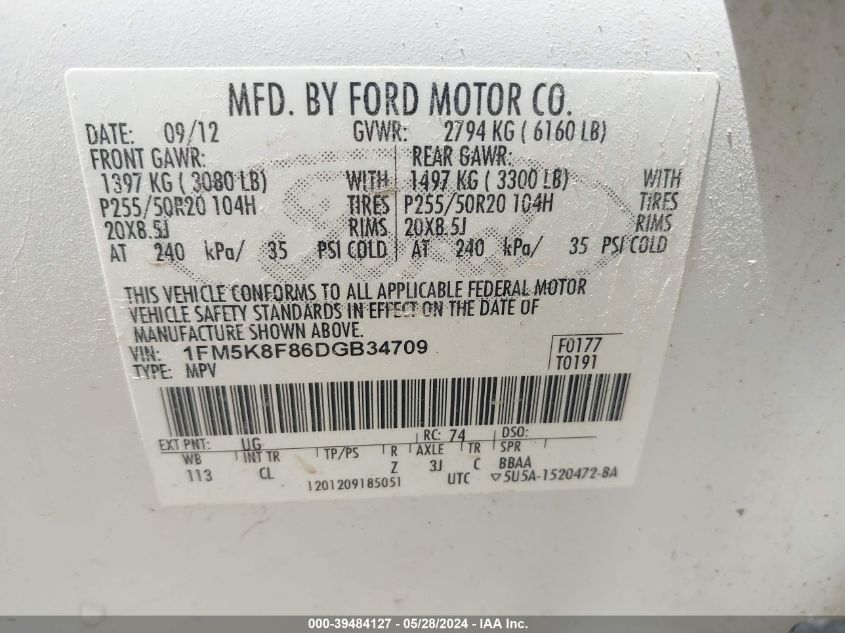 MFD. BY FORD MOTOR CO.
DATE: 09/12 GVWR: 2794 KG ( 6160 LB)
FRONT GAWR: REAR GAWR:
1397 KG ( 3080 LB) WITH 1497 KG ( 3300 LB) WITH
P255/50R20 104H TIRES P255/50R20 104H TIRES
20X8.5J RIMS 20X8.5J RIMS
AT 240 kPa/ 35 PSI COLD AT 240 kPa/ 35 PSI COLD
THIS VEHICLE CONFORMS TO ALL APPLICABLE FEDERAL MOTOR
VEHICLE SAFETY STANDARDS IN EFFECT ON THE DATE OF
MANUFACTURE SHOWN ABOVE.
VIN: 1FM5K8F86DGB34709 F0177
TYPE: MPV T0191
EXT PNT: UG RC: 74 DSO:
WB INT TR TP/PS R AXLE TR SPR
113 CL Z 3J C BBAA
1201209185051 UTC ▽5U5A-1520472-BA
000-39484127 - 05/28/2024 - IAA Inc.